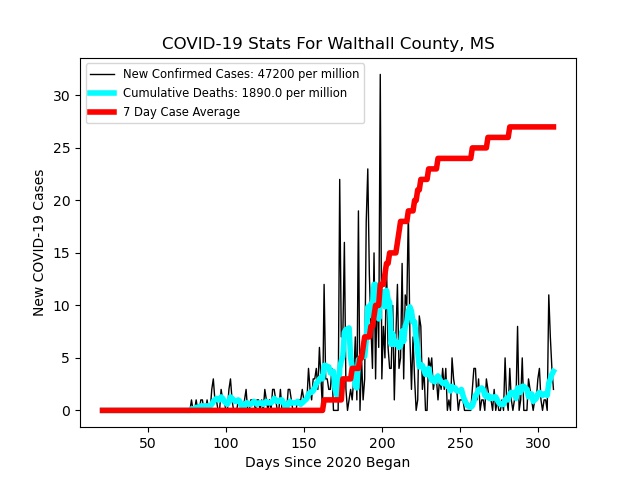 COVID-19 Stats For Walthall County, MS
New Confirmed Cases: 47200 per million
Cumulative Deaths: 1890.0 per million
7 Day Case Average
New COVID-19 Cases
30
25
20
15
10
5
0
50 100 150 200 250 300
Days Since 2020 Began